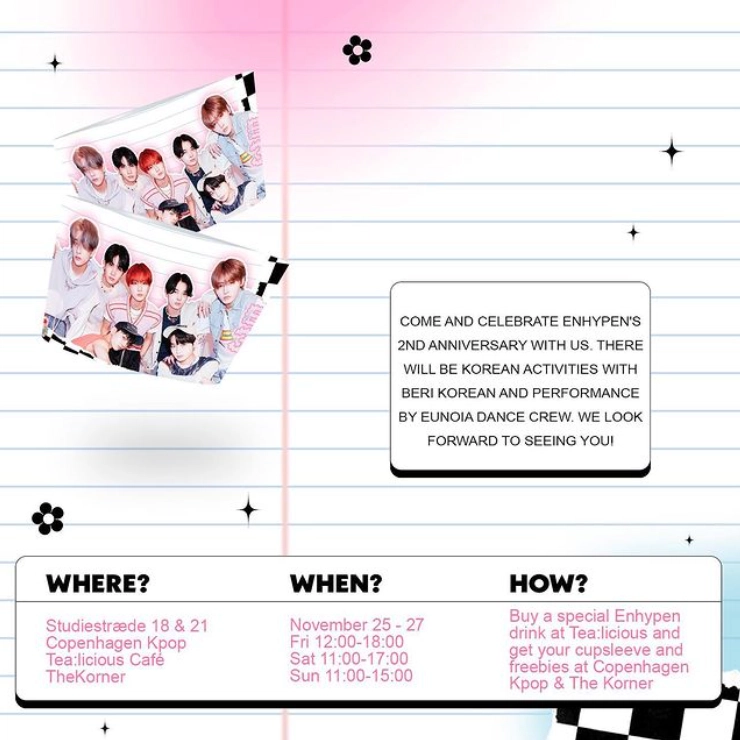 COME AND CELEBRATE ENHYPEN'S
2ND ANNIVERSARY WITH US. THERE
WILL BE KOREAN ACTIVITIES WITH
BERI KOREAN AND PERFORMANCE
BY EUNOIA DANCE CREW. WE LOOK
FORWARD TO SEEING YOU!
WHERE?
Studiestræde 18 & 21
Copenhagen Kpop
Tea:licious Café
TheKorner
WHEN?
November 25 - 27
Fri 12:00-18:00
Sat 11:00-17:00
Sun 11:00-15:00
HOW?
Buy a special Enhypen
drink at Tea:licious and
get your cupsleeve and
freebies at Copenhagen
Kpop & The Korner